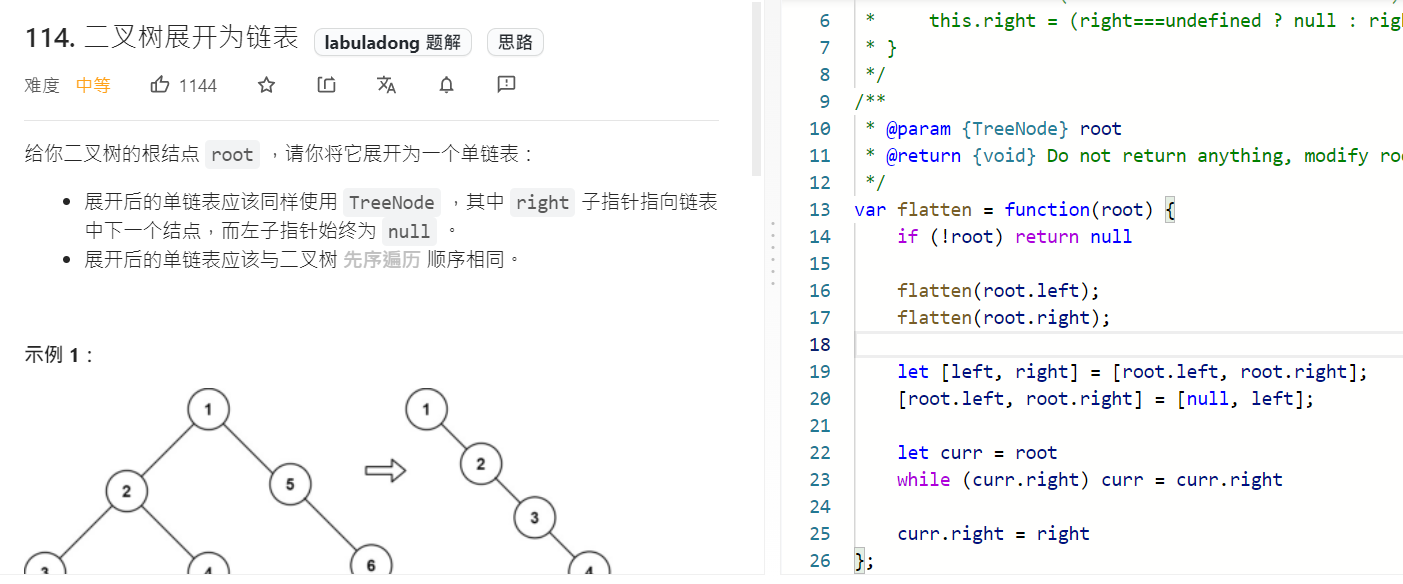 114. 二叉树展开为链表 labuladong 题解 思路
难度 中等 1144
给你二叉树的根结点 root ，请你将它展开为一个单链表：
展开后的单链表应该同样使用 TreeNode ，其中 right 子指针指向链表
中下一个结点，而左子指针始终为 null 。
展开后的单链表应该与二叉树 先序遍历 顺序相同。
示例 1：
1
2
5
3
4
6
1
2
3
4
6 *     this.right = (right===undefined ? null : righ
7 * }
8 */
9 /**
10 * @param {TreeNode} root
11 * @return {void} Do not return anything, modify roo
12 */
13 var flatten = function(root) {
14     if (!root) return null
15
16     flatten(root.left);
17     flatten(root.right);
18
19     let [left, right] = [root.left, root.right];
20     [root.left, root.right] = [null, left];
21
22     let curr = root
23     while (curr.right) curr = curr.right
24
25     curr.right = right
26 };